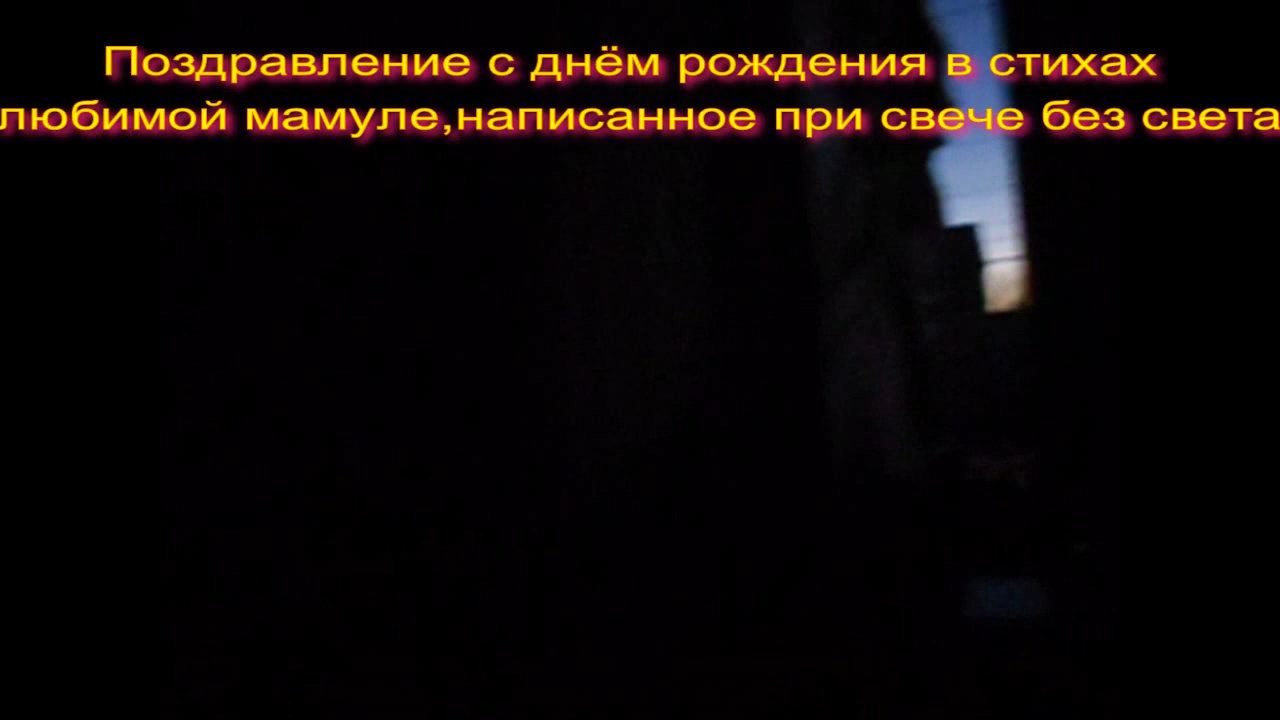 Поздравление с днём рождения в стихах
любимой мамуле,написанное при свече без света